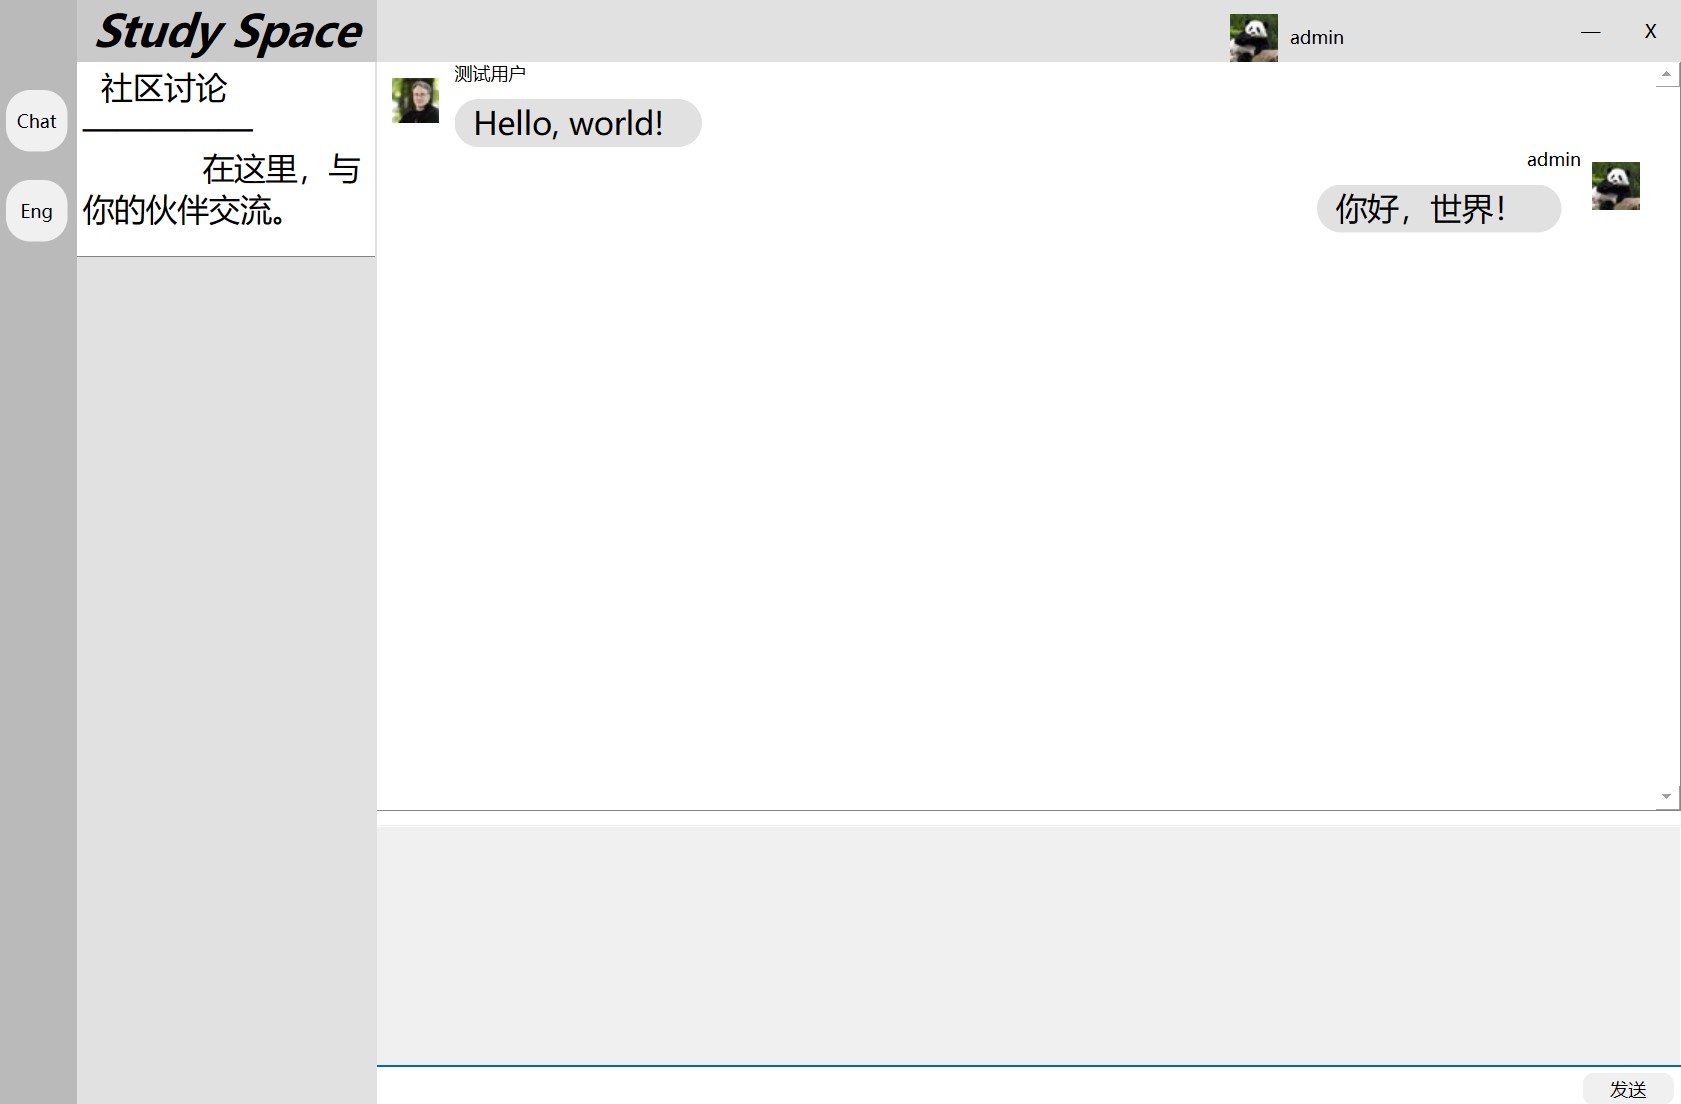 Study Space
admin
—
X
Chat
Eng
社区讨论
在这里，与
你的伙伴交流。
测试用户
Hello, world!
admin
你好，世界！
发送